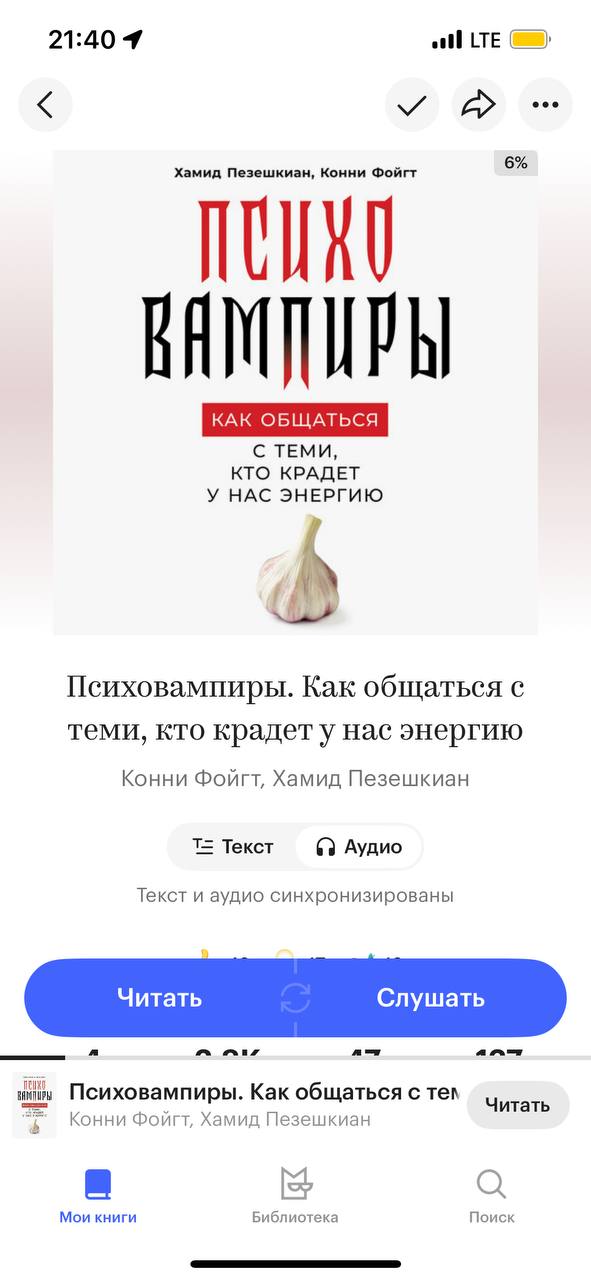 21:40
LTE
6%
Хамид Пезешкиан, Конни Фойгт
ПСИХО
ВАМПИРЫ
КАК ОБЩАТЬСЯ
С ТЕМИ,
КТО КРАДЕТ
У НАС ЭНЕРГИЮ
Психовампиры. Как общаться с
теми, кто крадет у нас энергию
Конни Фойгт, Хамид Пезешкиан
Текст Аудио
Текст и аудио синхронизированы
Читать Слушать
Психовампиры. Как общаться с тем
Конни Фойгт, Хамид Пезешкиан
Читать
Мои книги Библиотека Поиск